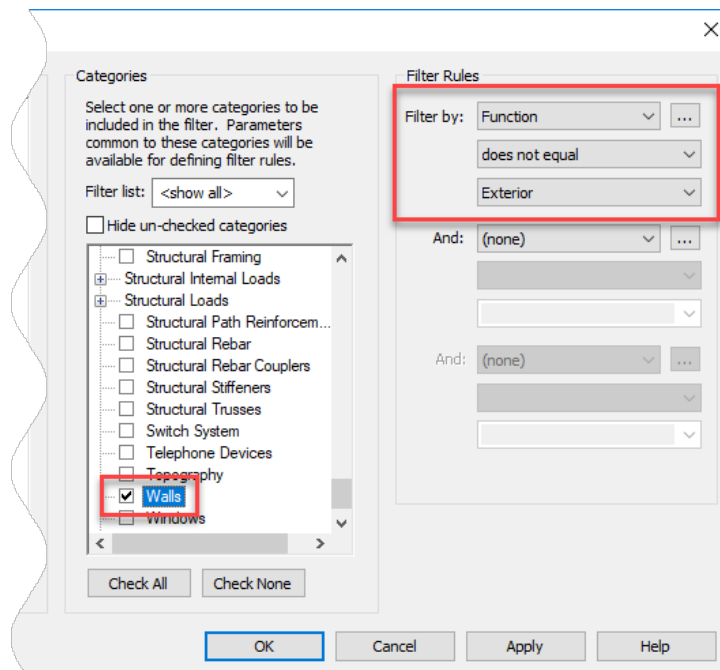 Categories
Select one or more categories to be
included in the filter. Parameters
common to these categories will be
available for defining filter rules.
Filter list: <show all>
Hide un-checked categories
Structural Framing
Structural Internal Loads
Structural Loads
Structural Path Reinforcem...
Structural Rebar
Structural Rebar Couplers
Structural Stiffeners
Structural Trusses
Switch System
Telephone Devices
Topography
Walls
Windows
Check All Check None
Filter Rules
Filter by: Function ...
does not equal
Exterior
And: (none) ...
And: (none) ...
OK Cancel Apply Help